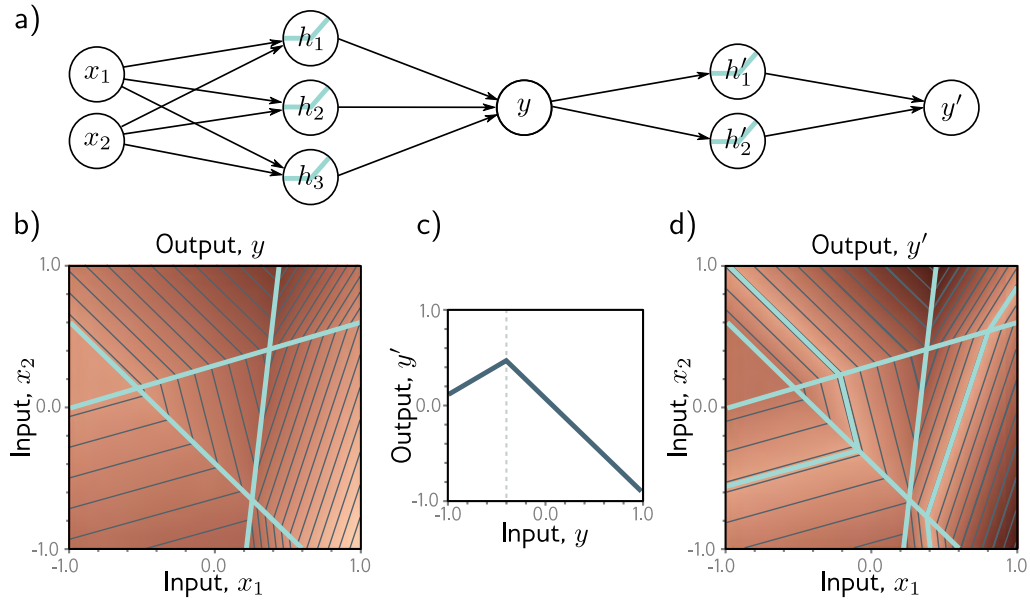 a)
x₁
x₂
h₁
h₂
h₃
y
h′₁
h′₂
y′
b)
Output, y
1.0
0.0
-1.0
Input, x₂
-1.0 0.0 1.0
Input, x₁
c)
1.0
0.0
-1.0
Output, y′
-1.0 0.0 1.0
Input, y
d)
Output, y′
1.0
0.0
-1.0
Input, x₂
-1.0 0.0 1.0
Input, x₁